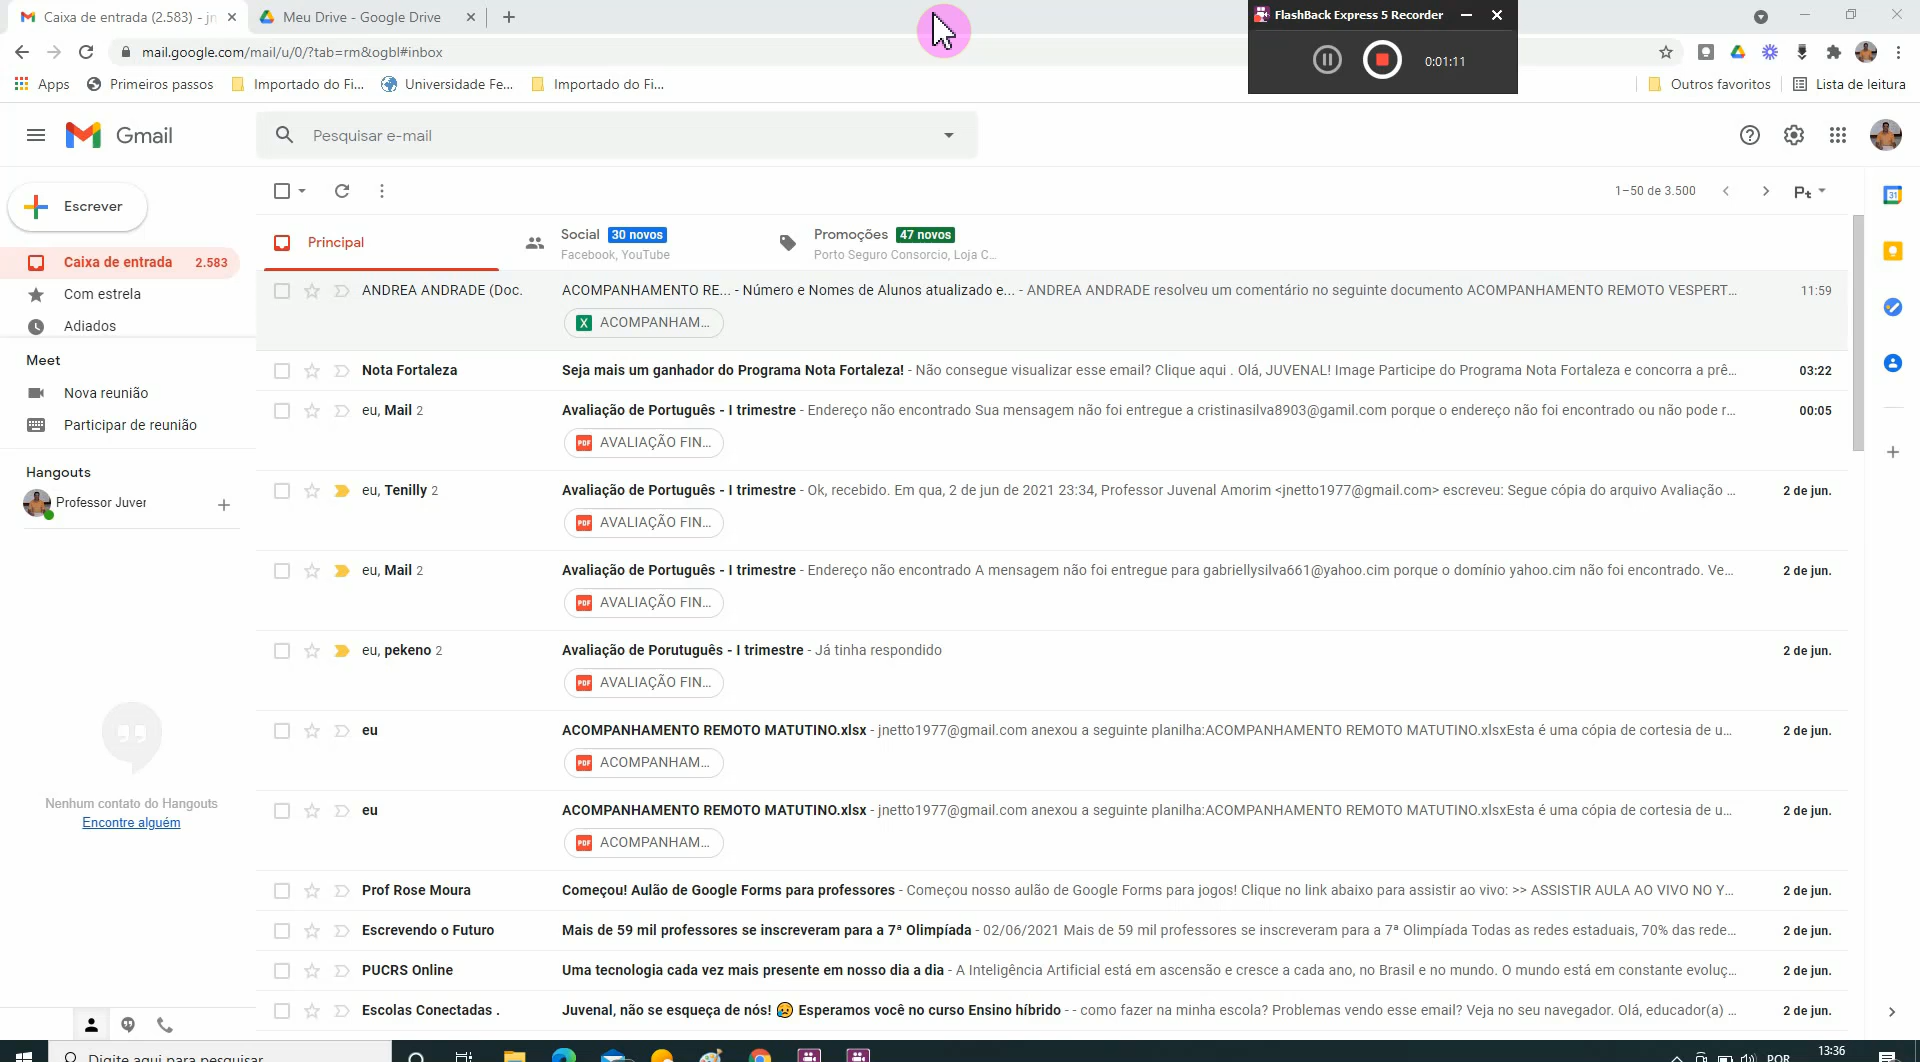 Caixa de entrada (2.583) - jn
Meu Drive - Google Drive
FlashBack Express 5 Recorder
0:01:11
mail.google.com/mail/u/0/?tab=rm&ogbl#inbox
Apps
Primeiros passos
Importado do Fi...
Universidade Fe...
Importado do Fi...
Outros favoritos
Lista de leitura
Gmail
Pesquisar e-mail
Escrever
1–50 de 3.500
Pt
Principal
Social 30 novos
Facebook, YouTube
Promoções 47 novos
Porto Seguro Consorcio, Loja C...
Caixa de entrada 2.583
Com estrela
Adiados
Meet
Nova reunião
Participar de reunião
Hangouts
Professor Juver
Nenhum contato do Hangouts
Encontre alguém
ANDREA ANDRADE (Doc. ACOMPANHAMENTO RE... - Número e Nomes de Alunos atualizado e... - ANDREA ANDRADE resolveu um comentário no seguinte documento ACOMPANHAMENTO REMOTO VESPERT... 11:59
X ACOMPANHAM...
Nota Fortaleza Seja mais um ganhador do Programa Nota Fortaleza! - Não consegue visualizar esse email? Clique aqui . Olá, JUVENAL! Image Participe do Programa Nota Fortaleza e concorra a prê... 03:22
eu, Mail 2 Avaliação de Português - I trimestre - Endereço não encontrado Sua mensagem não foi entregue a cristinasilva8903@gamil.com porque o endereço não foi encontrado ou não pode r... 00:05
PDF AVALIAÇÃO FIN...
eu, Tenilly 2 Avaliação de Português - I trimestre - Ok, recebido. Em qua, 2 de jun de 2021 23:34, Professor Juvenal Amorim <jnetto1977@gmail.com> escreveu: Segue cópia do arquivo Avaliação ... 2 de jun.
PDF AVALIAÇÃO FIN...
eu, Mail 2 Avaliação de Português - I trimestre - Endereço não encontrado A mensagem não foi entregue para gabriellysilva661@yahoo.cim porque o domínio yahoo.cim não foi encontrado. Ve... 2 de jun.
PDF AVALIAÇÃO FIN...
eu, pekeno 2 Avaliação de Porutuguês - I trimestre - Já tinha respondido 2 de jun.
PDF AVALIAÇÃO FIN...
eu ACOMPANHAMENTO REMOTO MATUTINO.xlsx - jnetto1977@gmail.com anexou a seguinte planilha:ACOMPANHAMENTO REMOTO MATUTINO.xlsxEsta é uma cópia de cortesia de u... 2 de jun.
PDF ACOMPANHAM...
eu ACOMPANHAMENTO REMOTO MATUTINO.xlsx - jnetto1977@gmail.com anexou a seguinte planilha:ACOMPANHAMENTO REMOTO MATUTINO.xlsxEsta é uma cópia de cortesia de u... 2 de jun.
PDF ACOMPANHAM...
Prof Rose Moura Começou! Aulão de Google Forms para professores - Começou nosso aulão de Google Forms para jogos! Clique no link abaixo para assistir ao vivo: >> ASSISTIR AULA AO VIVO NO Y... 2 de jun.
Escrevendo o Futuro Mais de 59 mil professores se inscreveram para a 7ª Olimpíada - 02/06/2021 Mais de 59 mil professores se inscreveram para a 7ª Olimpíada Todas as redes estaduais, 70% das rede... 2 de jun.
PUCRS Online Uma tecnologia cada vez mais presente em nosso dia a dia - A Inteligência Artificial está em ascensão e cresce a cada ano, no Brasil e no mundo. O mundo está em constante evoluç... 2 de jun.
Escolas Conectadas . Juvenal, não se esqueça de nós! 😥 Esperamos você no curso Ensino híbrido - - como fazer na minha escola? Problemas vendo esse email? Veja no seu navegador. Olá, educador(a) ... 2 de jun.
31
Digite aqui para pesquisar
POR
13:36